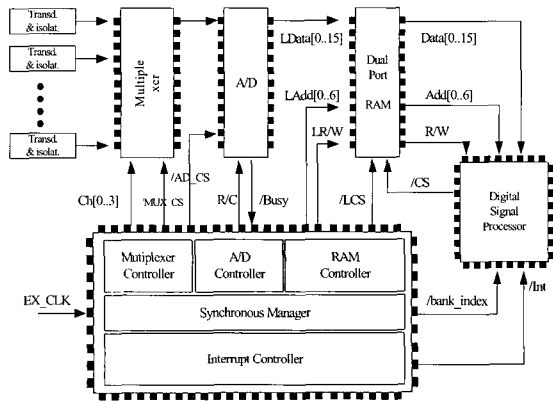 Transd.
& isolat.
Transd.
& isolat.
Transd.
& isolat.
Multiple
xer
A/D
LData[0..15]
LAdd[0..6]
LR/W
Dual
Port
RAM
Data[0..15]
Add[0..6]
R/W
/CS
Digital
Signal
Processor
Ch[0..3]
/MUX_CS
/AD_CS
R/C
/Busy
/LCS
Mutiplexer
Controller
A/D
Controller
RAM
Controller
EX_CLK
Synchronous Manager
Interrupt Controller
/bank_index
/Int